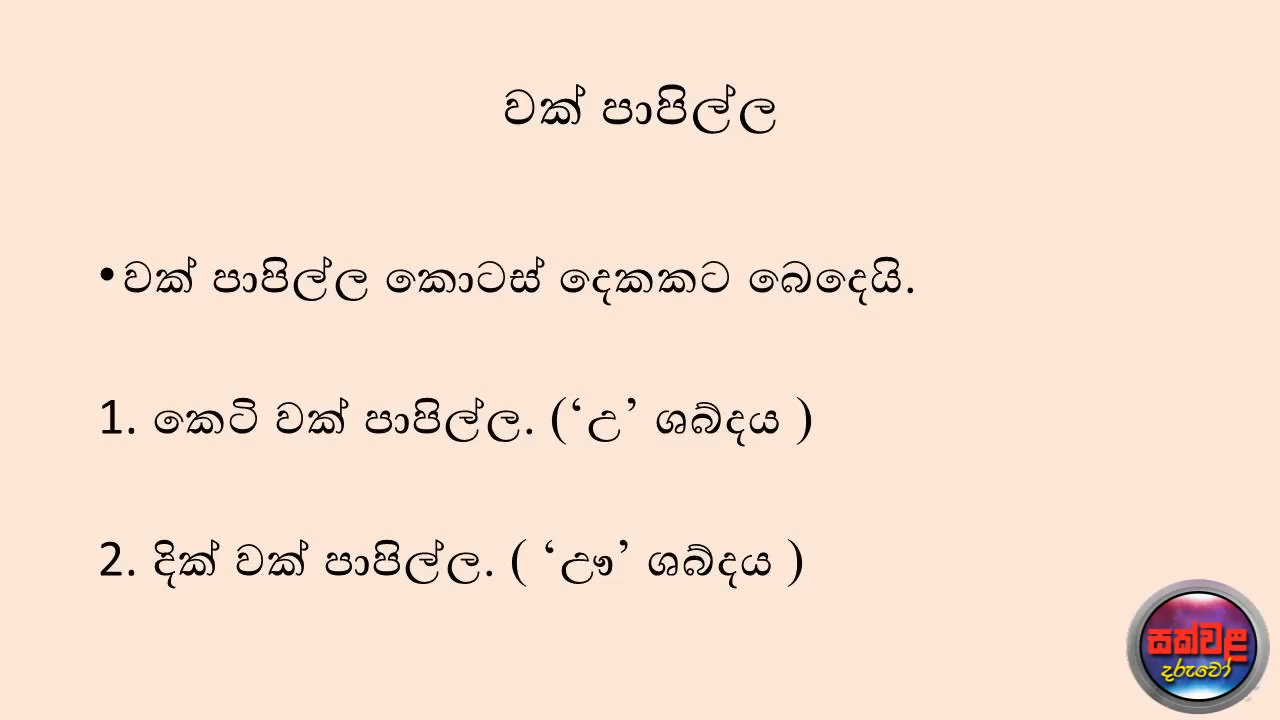 වක් පාපිල්ල
•වක් පාපිල්ල කොටස් දෙකකට බෙදෙයි.
1. කෙටි වක් පාපිල්ල. (‘උ’ ශබ්දය )
2. දික් වක් පාපිල්ල. ( ‘ඌ’ ශබ්දය )
සක්වළ
දරුවෝ